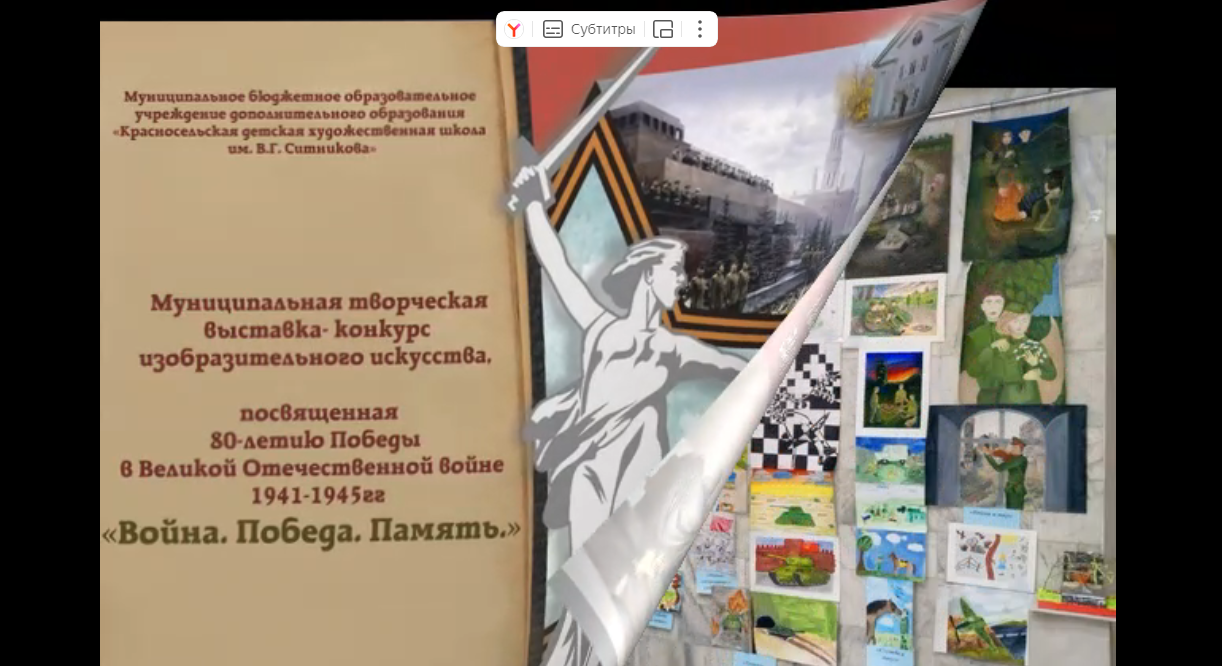 Субтитры
Муниципальное бюджетное образовательное
учреждение дополнительного образования
«Красносельская детская художественная школа
им. В.Г. Ситникова»
Муниципальная творческая
выставка- конкурс
изобразительного искусства,
посвященная
80-летию Победы
в Великой Отечественной войне
1941-1945гг
«Война. Победа. Память.»